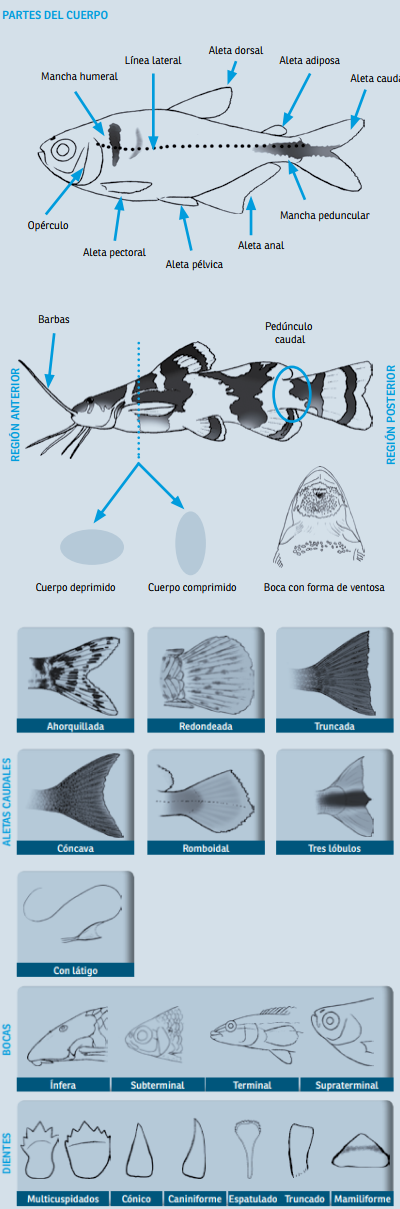 PARTES DEL CUERPO
Aleta dorsal
Línea lateral
Aleta adiposa
Mancha humeral
Aleta cauda
Opérculo
Aleta pectoral
Aleta pélvica
Aleta anal
Mancha peduncular
Barbas
Pedúnculo
caudal
REGIÓN ANTERIOR
REGIÓN POSTERIOR
Cuerpo deprimido
Cuerpo comprimido
Boca con forma de ventosa
ALETAS CAUDALES
Ahorquillada
Redondeada
Truncada
Cóncava
Romboidal
Tres lóbulos
Con látigo
BOCAS
Ínfera
Subterminal
Terminal
Supraterminal
DIENTES
Multicuspidados
Cónico
Caniniforme
Espatulado
Truncado
Mamiliforme